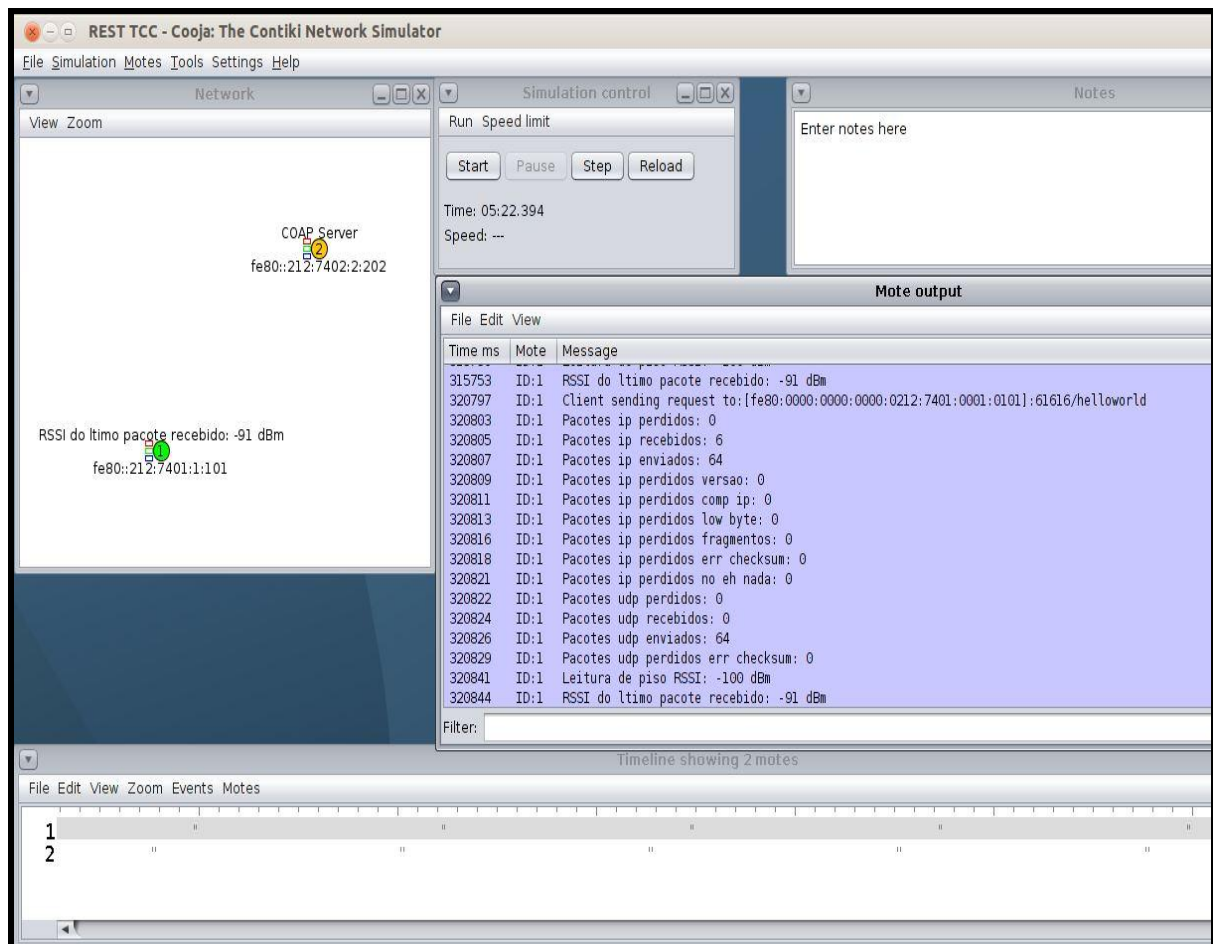 REST TCC - Cooja: The Contiki Network Simulator
File Simulation Motes Tools Settings Help
Network
View Zoom
COAP Server
2
fe80::212:7402:2:202
RSSI do ltimo pacote recebido: -91 dBm
1
fe80::212:7401:1:101
Simulation control
Run Speed limit
Start Pause Step Reload
Time: 05:22.394
Speed: ---
Notes
Enter notes here
Mote output
File Edit View
Time ms Mote Message
315753 ID:1 RSSI do ltimo pacote recebido: -91 dBm
320797 ID:1 Client sending request to:[fe80:0000:0000:0000:0212:7401:0001:0101]:61616/helloworld
320803 ID:1 Pacotes ip perdidos: 0
320805 ID:1 Pacotes ip recebidos: 6
320807 ID:1 Pacotes ip enviados: 64
320809 ID:1 Pacotes ip perdidos versao: 0
320811 ID:1 Pacotes ip perdidos comp ip: 0
320813 ID:1 Pacotes ip perdidos low byte: 0
320816 ID:1 Pacotes ip perdidos fragmentos: 0
320818 ID:1 Pacotes ip perdidos err checksum: 0
320821 ID:1 Pacotes ip perdidos no eh nada: 0
320822 ID:1 Pacotes udp perdidos: 0
320824 ID:1 Pacotes udp recebidos: 0
320826 ID:1 Pacotes udp enviados: 64
320829 ID:1 Pacotes udp perdidos err checksum: 0
320841 ID:1 Leitura de piso RSSI: -100 dBm
320844 ID:1 RSSI do ltimo pacote recebido: -91 dBm
Filter:
Timeline showing 2 motes
File Edit View Zoom Events Motes
1
2